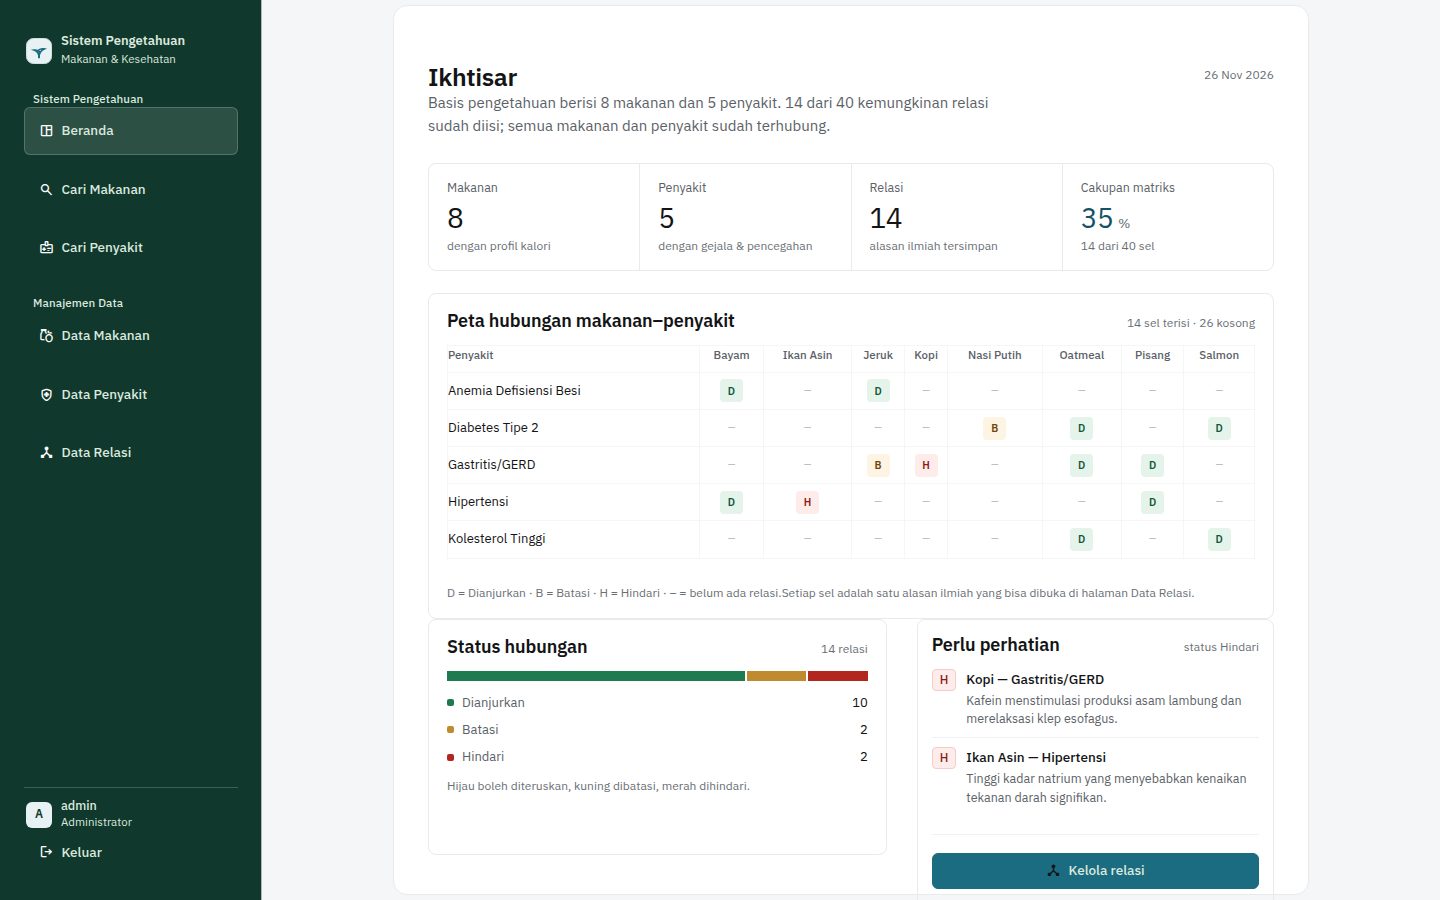 Sistem Pengetahuan
Makanan & Kesehatan
Sistem Pengetahuan
Beranda
Cari Makanan
Cari Penyakit
Manajemen Data
Data Makanan
Data Penyakit
Data Relasi
A
admin
Administrator
Keluar
Ikhtisar
26 Nov 2026
Basis pengetahuan berisi 8 makanan dan 5 penyakit. 14 dari 40 kemungkinan relasi
sudah diisi; semua makanan dan penyakit sudah terhubung.
Makanan
8
dengan profil kalori
Penyakit
5
dengan gejala & pencegahan
Relasi
14
alasan ilmiah tersimpan
Cakupan matriks
35 %
14 dari 40 sel
Peta hubungan makanan–penyakit
14 sel terisi · 26 kosong
Penyakit Bayam Ikan Asin Jeruk Kopi Nasi Putih Oatmeal Pisang Salmon
Anemia Defisiensi Besi D – D – – – – –
Diabetes Tipe 2 – – – – B D – D
Gastritis/GERD – – B H – D D –
Hipertensi D H – – – – D –
Kolesterol Tinggi – – – – – D – D
D = Dianjurkan · B = Batasi · H = Hindari · – = belum ada relasi.Setiap sel adalah satu alasan ilmiah yang bisa dibuka di halaman Data Relasi.
Status hubungan
14 relasi
Dianjurkan 10
Batasi 2
Hindari 2
Hijau boleh diteruskan, kuning dibatasi, merah dihindari.
Perlu perhatian
status Hindari
H Kopi — Gastritis/GERD
Kafein menstimulasi produksi asam lambung dan
merelaksasi klep esofagus.
H Ikan Asin — Hipertensi
Tinggi kadar natrium yang menyebabkan kenaikan
tekanan darah signifikan.
Kelola relasi